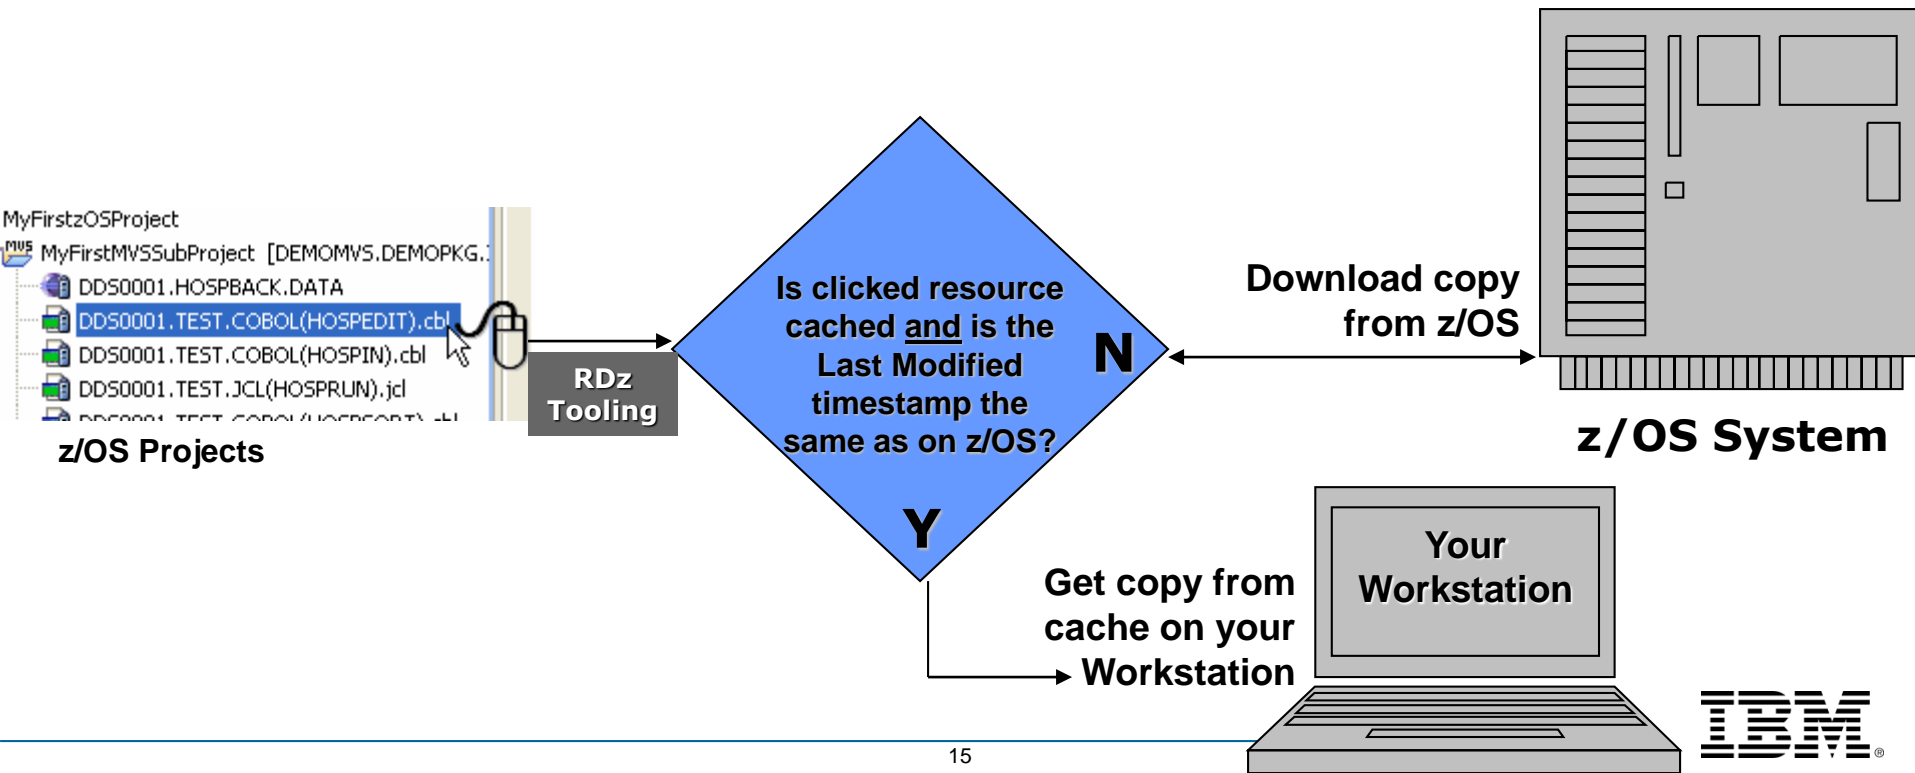 MyFirstzOSProject
MVS
MyFirstMVSSubProject [DEMOMVS.DEMOPKG.
DDS0001.HOSPBACK.DATA
DDS0001.TEST.COBOL(HOSPEDIT).cbl
DDS0001.TEST.COBOL(HOSPIN).cbl
DDS0001.TEST.JCL(HOSPRUN).jcl
z/OS Projects
RDz
Tooling
Is clicked resource
cached and is the
Last Modified
timestamp the
same as on z/OS?
N
Y
Download copy
from z/OS
z/OS System
Get copy from
cache on your
Workstation
Your
Workstation
15
IBM®